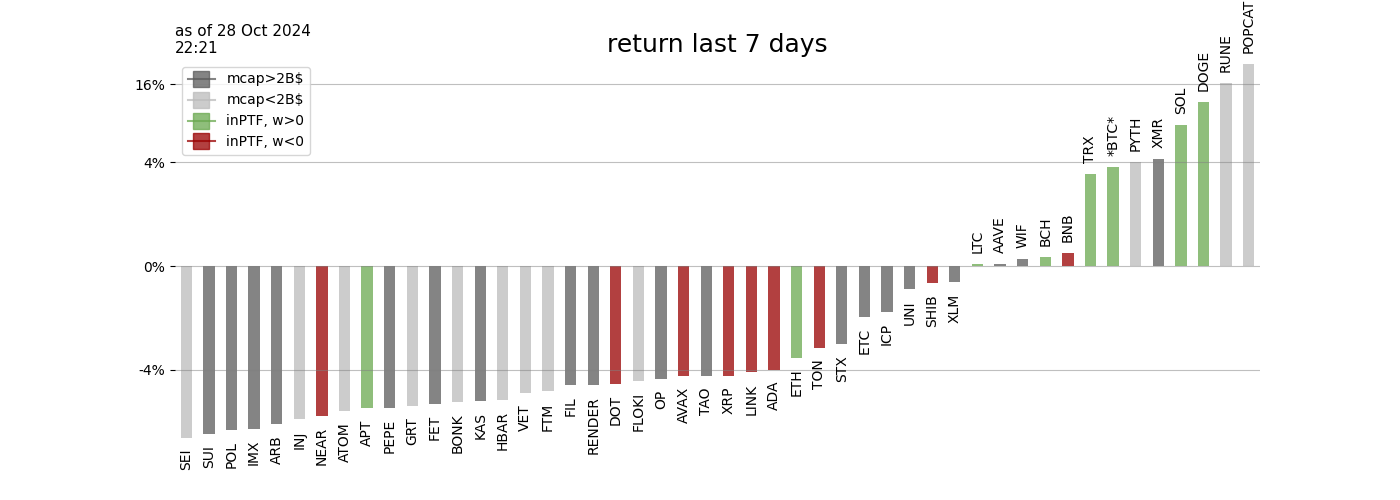 as of 28 Oct 2024
22:21
return last 7 days
mcap>2B$
mcap<2B$
inPTF, w>0
inPTF, w<0
16%
4%
0%
-4%
SEI
SUI
POL
IMX
ARB
INJ
NEAR
ATOM
APT
PEPE
GRT
FET
BONK
KAS
HBAR
VET
FTM
FIL
RENDER
DOT
FLOKI
OP
AVAX
TAO
XRP
LINK
ADA
ETH
TON
STX
ETC
ICP
UNI
SHIB
XLM
LTC
AAVE
WIF
BCH
BNB
TRX
*BTC*
PYTH
XMR
SOL
DOGE
RUNE
POPCAT